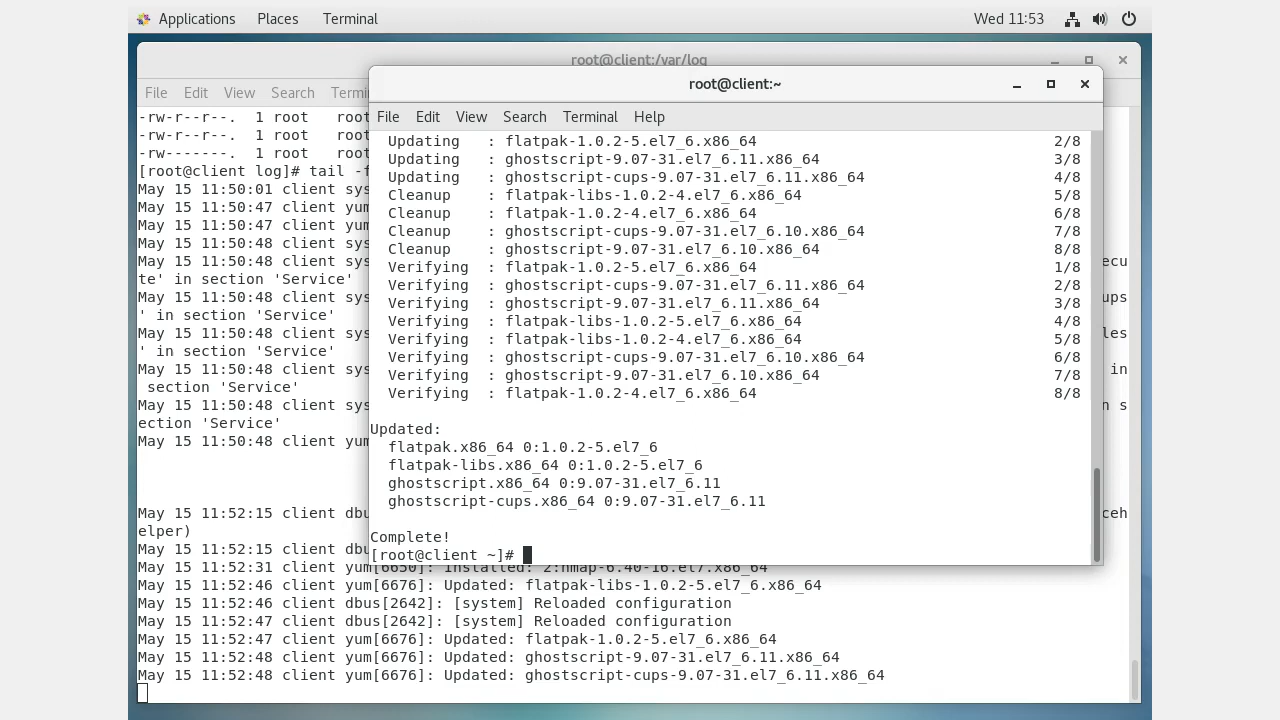 Applications Places Terminal Wed 11:53
root@client:/var/log
File Edit View Search
root@client:~
File Edit View Search Terminal Help
-rw-r--r--. 1 root
-rw-r--r--. 1 root
-rw-------. 1 root
[root@client log]# tail -f
May 15 11:50:01 client
May 15 11:50:47 client
May 15 11:50:47 client
May 15 11:50:48 client
May 15 11:50:48 client
te' in section 'Service'
May 15 11:50:48 client
' in section 'Service'
May 15 11:50:48 client
' in section 'Service'
May 15 11:50:48 client in
section 'Service'
May 15 11:50:48 client
ection 'Service'
May 15 11:50:48 client
May 15 11:52:15 client
elper)
May 15 11:52:15 client
May 15 11:52:31 client yum[6650]: Installed: 2:nmap-6.40-16.el7.x86_64
May 15 11:52:46 client yum[6676]: Updated: flatpak-libs-1.0.2-5.el7_6.x86_64
May 15 11:52:46 client dbus[2642]: [system] Reloaded configuration
May 15 11:52:47 client dbus[2642]: [system] Reloaded configuration
May 15 11:52:47 client yum[6676]: Updated: flatpak-1.0.2-5.el7_6.x86_64
May 15 11:52:48 client yum[6676]: Updated: ghostscript-9.07-31.el7_6.11.x86_64
May 15 11:52:48 client yum[6676]: Updated: ghostscript-cups-9.07-31.el7_6.11.x86_64
Updating : flatpak-1.0.2-5.el7_6.x86_64 2/8
Updating : ghostscript-9.07-31.el7_6.11.x86_64 3/8
Updating : ghostscript-cups-9.07-31.el7_6.11.x86_64 4/8
Cleanup : flatpak-libs-1.0.2-4.el7_6.x86_64 5/8
Cleanup : flatpak-1.0.2-4.el7_6.x86_64 6/8
Cleanup : ghostscript-cups-9.07-31.el7_6.10.x86_64 7/8
Cleanup : ghostscript-9.07-31.el7_6.10.x86_64 8/8
Verifying : flatpak-1.0.2-5.el7_6.x86_64 1/8
Verifying : ghostscript-cups-9.07-31.el7_6.11.x86_64 2/8
Verifying : ghostscript-9.07-31.el7_6.11.x86_64 3/8
Verifying : flatpak-libs-1.0.2-5.el7_6.x86_64 4/8
Verifying : flatpak-libs-1.0.2-4.el7_6.x86_64 5/8
Verifying : ghostscript-cups-9.07-31.el7_6.10.x86_64 6/8
Verifying : ghostscript-9.07-31.el7_6.10.x86_64 7/8
Verifying : flatpak-1.0.2-4.el7_6.x86_64 8/8
Updated:
flatpak.x86_64 0:1.0.2-5.el7_6
flatpak-libs.x86_64 0:1.0.2-5.el7_6
ghostscript.x86_64 0:9.07-31.el7_6.11
ghostscript-cups.x86_64 0:9.07-31.el7_6.11
Complete!
[root@client ~]#